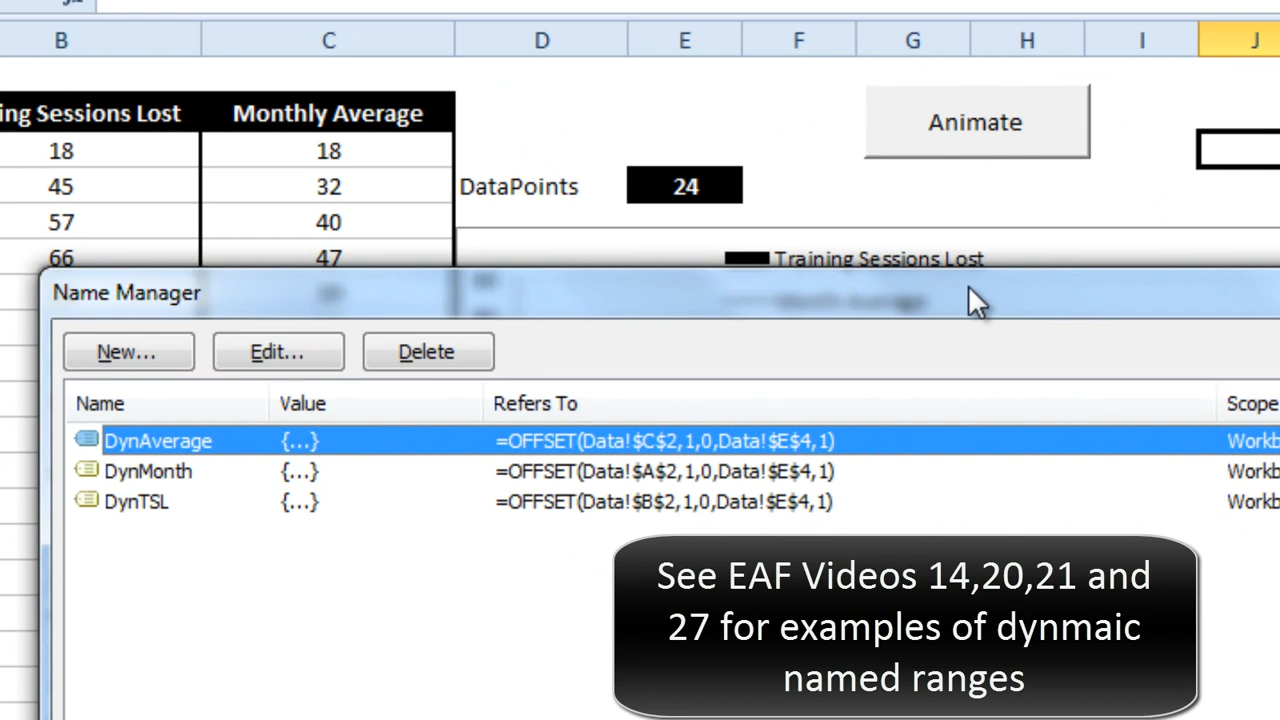 B C D E F G H I J
ing Sessions Lost Monthly Average
Animate
18 18
45 32 DataPoints 24
57 40
66 47 Training Sessions Lost
Name Manager
New... Edit... Delete
Name Value Refers To Scope
DynAverage {...} =OFFSET(Data!$C$2,1,0,Data!$E$4,1) Workb
DynMonth {...} =OFFSET(Data!$A$2,1,0,Data!$E$4,1) Workb
DynTSL {...} =OFFSET(Data!$B$2,1,0,Data!$E$4,1) Workb
See EAF Videos 14,20,21 and
27 for examples of dynmaic
named ranges